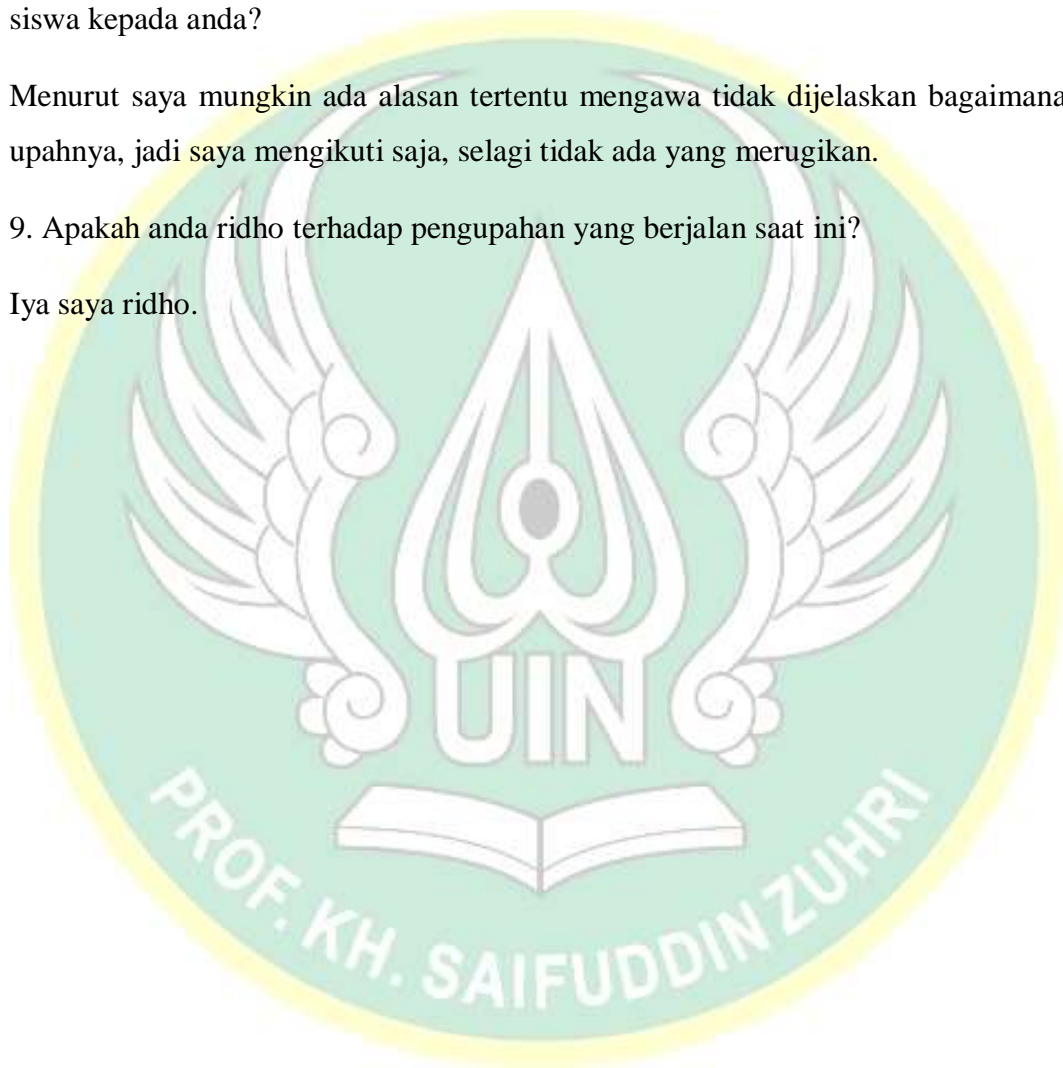 siswa kepada anda?
Menurut saya mungkin ada alasan tertentu mengawa tidak dijelaskan bagaimana
upahnya, jadi saya mengikuti saja, selagi tidak ada yang merugikan.
9. Apakah anda ridho terhadap pengupahan yang berjalan saat ini?
Iya saya ridho.
UIN
PROF. KH. SAIFUDDIN ZUHRI